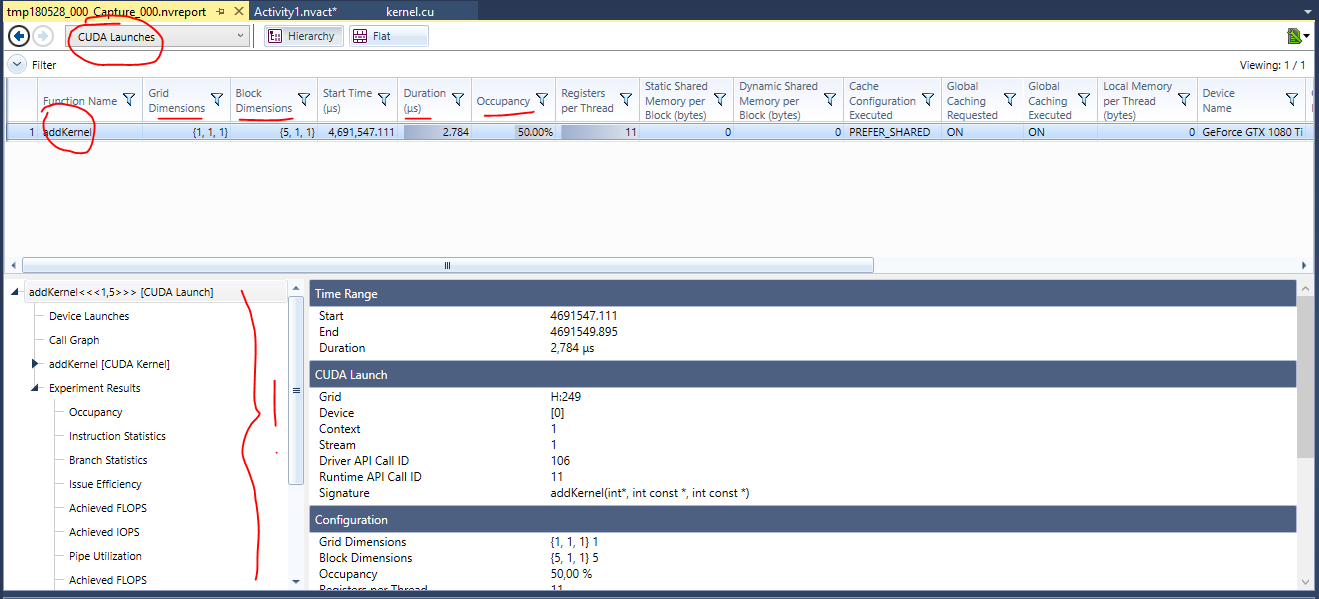 tmp180528_000_Capture_000.nvreport Activity1.nvact* kernel.cu
CUDA Launches Hierarchy Flat
Filter Viewing: 1 / 1
Function Name Grid Dimensions Block Dimensions Start Time (µs) Duration (µs) Occupancy Registers per Thread Static Shared Memory per Block (bytes) Dynamic Shared Memory per Block (bytes) Cache Configuration Executed Global Caching Requested Global Caching Executed Local Memory per Thread (bytes) Device Name
1 addKernel {1, 1, 1} {5, 1, 1} 4,691,547.111 2.784 50.00% 11 0 0 PREFER_SHARED ON ON 0 GeForce GTX 1080 Ti
addKernel<<<1,5>>> [CUDA Launch]
Device Launches
Call Graph
addKernel [CUDA Kernel]
Experiment Results
Occupancy
Instruction Statistics
Branch Statistics
Issue Efficiency
Achieved FLOPS
Achieved IOPS
Pipe Utilization
Achieved FLOPS
Time Range
Start 4691547.111
End 4691549.895
Duration 2,784 µs
CUDA Launch
Grid H:249
Device [0]
Context 1
Stream 1
Driver API Call ID 106
Runtime API Call ID 11
Signature addKernel(int*, int const *, int const *)
Configuration
Grid Dimensions {1, 1, 1} 1
Block Dimensions {5, 1, 1} 5
Occupancy 50,00 %
Registers per Thread 11